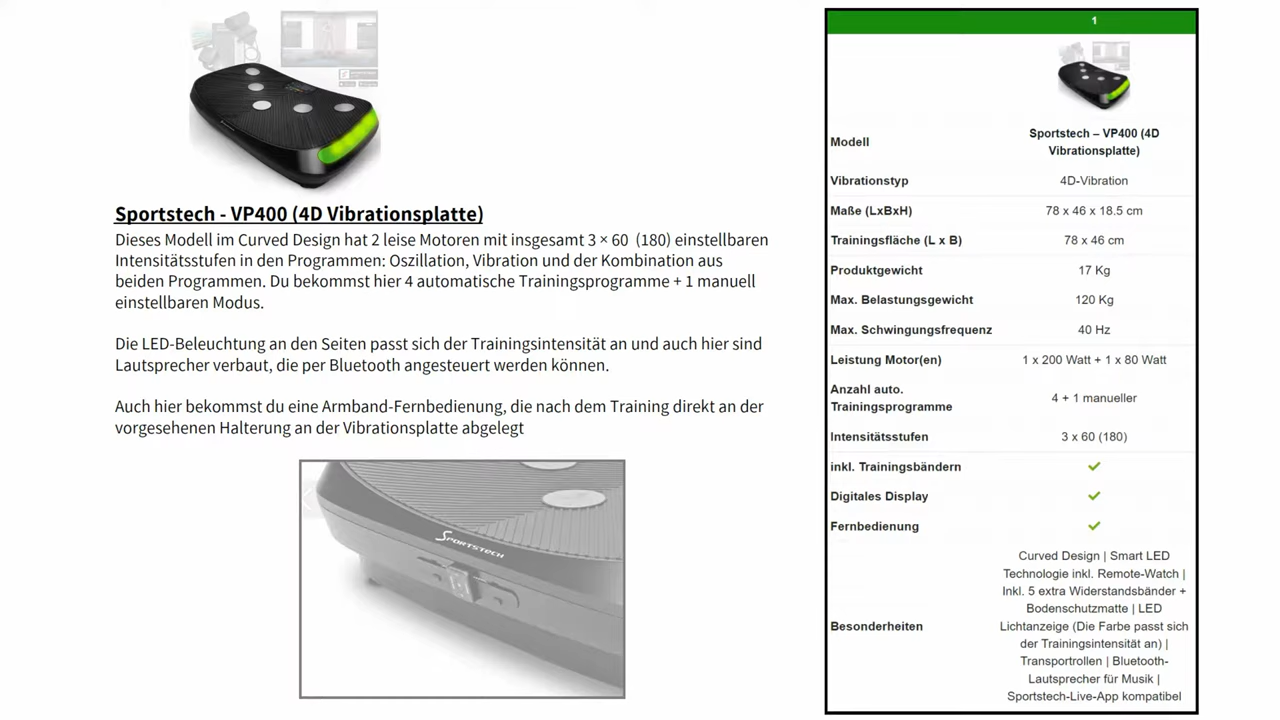 Sportstech - VP400 (4D Vibrationsplatte)
Dieses Modell im Curved Design hat 2 leise Motoren mit insgesamt 3 × 60 (180) einstellbaren
Intensitätsstufen in den Programmen: Oszillation, Vibration und der Kombination aus
beiden Programmen. Du bekommst hier 4 automatische Trainingsprogramme + 1 manuell
einstellbaren Modus.
Die LED-Beleuchtung an den Seiten passt sich der Trainingsintensität an und auch hier sind
Lautsprecher verbaut, die per Bluetooth angesteuert werden können.
Auch hier bekommst du eine Armband-Fernbedienung, die nach dem Training direkt an der
vorgesehenen Halterung an der Vibrationsplatte abgelegt
SPORTSTECH
1
Modell
Sportstech – VP400 (4D
Vibrationsplatte)
Vibrationstyp 4D-Vibration
Maße (LxBxH) 78 x 46 x 18.5 cm
Trainingsfläche (L x B) 78 x 46 cm
Produktgewicht 17 Kg
Max. Belastungsgewicht 120 Kg
Max. Schwingungsfrequenz 40 Hz
Leistung Motor(en) 1 x 200 Watt + 1 x 80 Watt
Anzahl auto.
Trainingsprogramme
4 + 1 manueller
Intensitätsstufen 3 x 60 (180)
inkl. Trainingsbändern
Digitales Display
Fernbedienung
Besonderheiten
Curved Design | Smart LED
Technologie inkl. Remote-Watch |
Inkl. 5 extra Widerstandsbänder +
Bodenschutzmatte | LED
Lichtanzeige (Die Farbe passt sich
der Trainingsintensität an) |
Transportrollen | Bluetooth-
Lautsprecher für Musik |
Sportstech-Live-App kompatibel